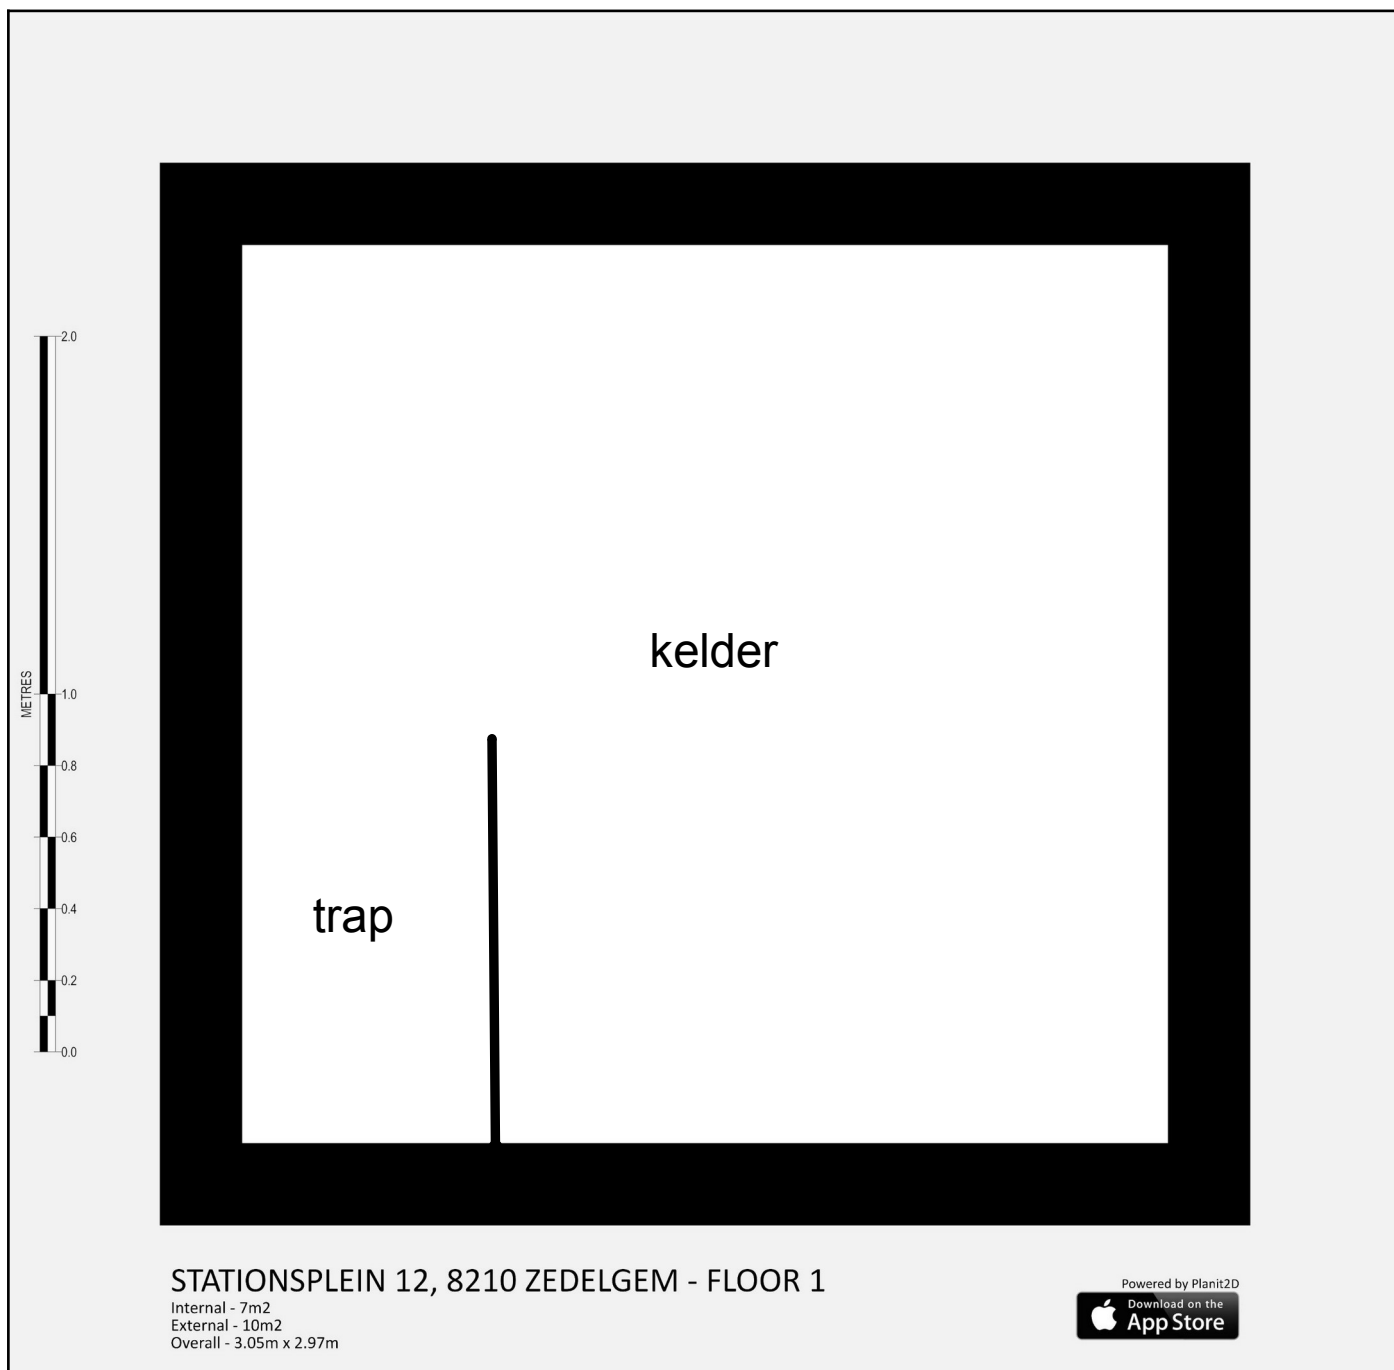 2.0
METRES
1.0
0.8
0.6
0.4
0.2
0.0
kelder
trap
STATIONSPLEIN 12, 8210 ZEDELGEM - FLOOR 1
Internal - 7m2
External - 10m2
Overall - 3.05m x 2.97m
Powered by Planit2D
Download on the
App Store